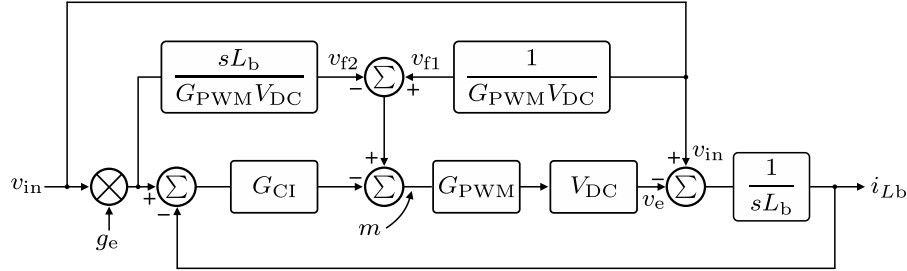 sL_b / G_PWM V_DC
v_f2
Σ
v_f1
1 / G_PWM V_DC
− +
v_in
+ + v_in
Σ
G_CI
−
Σ
G_PWM
V_DC
−
v_e
Σ
1 / sL_b
i_Lb
+
−
g_e
m